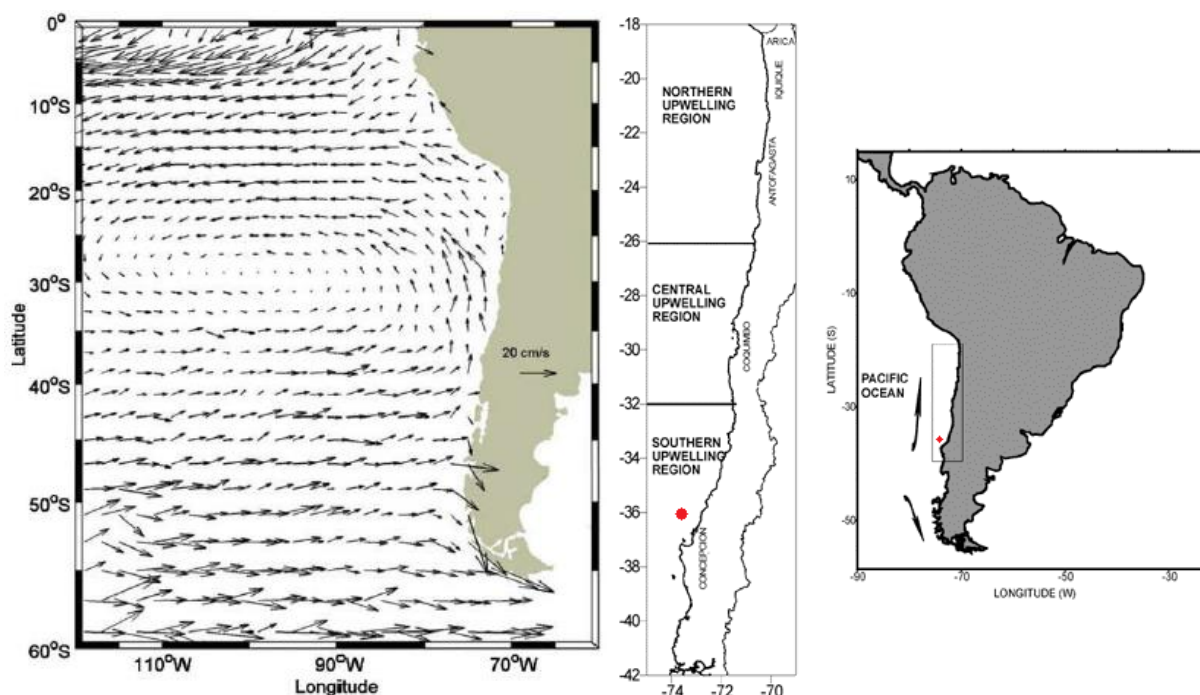 0°
10°S
20°S
30°S
40°S
50°S
60°S
Latitude
20 cm/s
110°W
90°W
70°W
Longitude
-18
-20
-22
-24
-26
-28
-30
-32
-34
-36
-38
-40
-42
NORTHERN
UPWELLING
REGION
CENTRAL
UPWELLING
REGION
SOUTHERN
UPWELLING
REGION
ARICA
IQUIQUE
ANTOFAGASTA
COQUIMBO
CONCEPCION
-74
-72
-70
10
-10
-30
-50
LATITUDE (S)
PACIFIC
OCEAN
-90
-70
-50
-30
LONGITUDE (W)